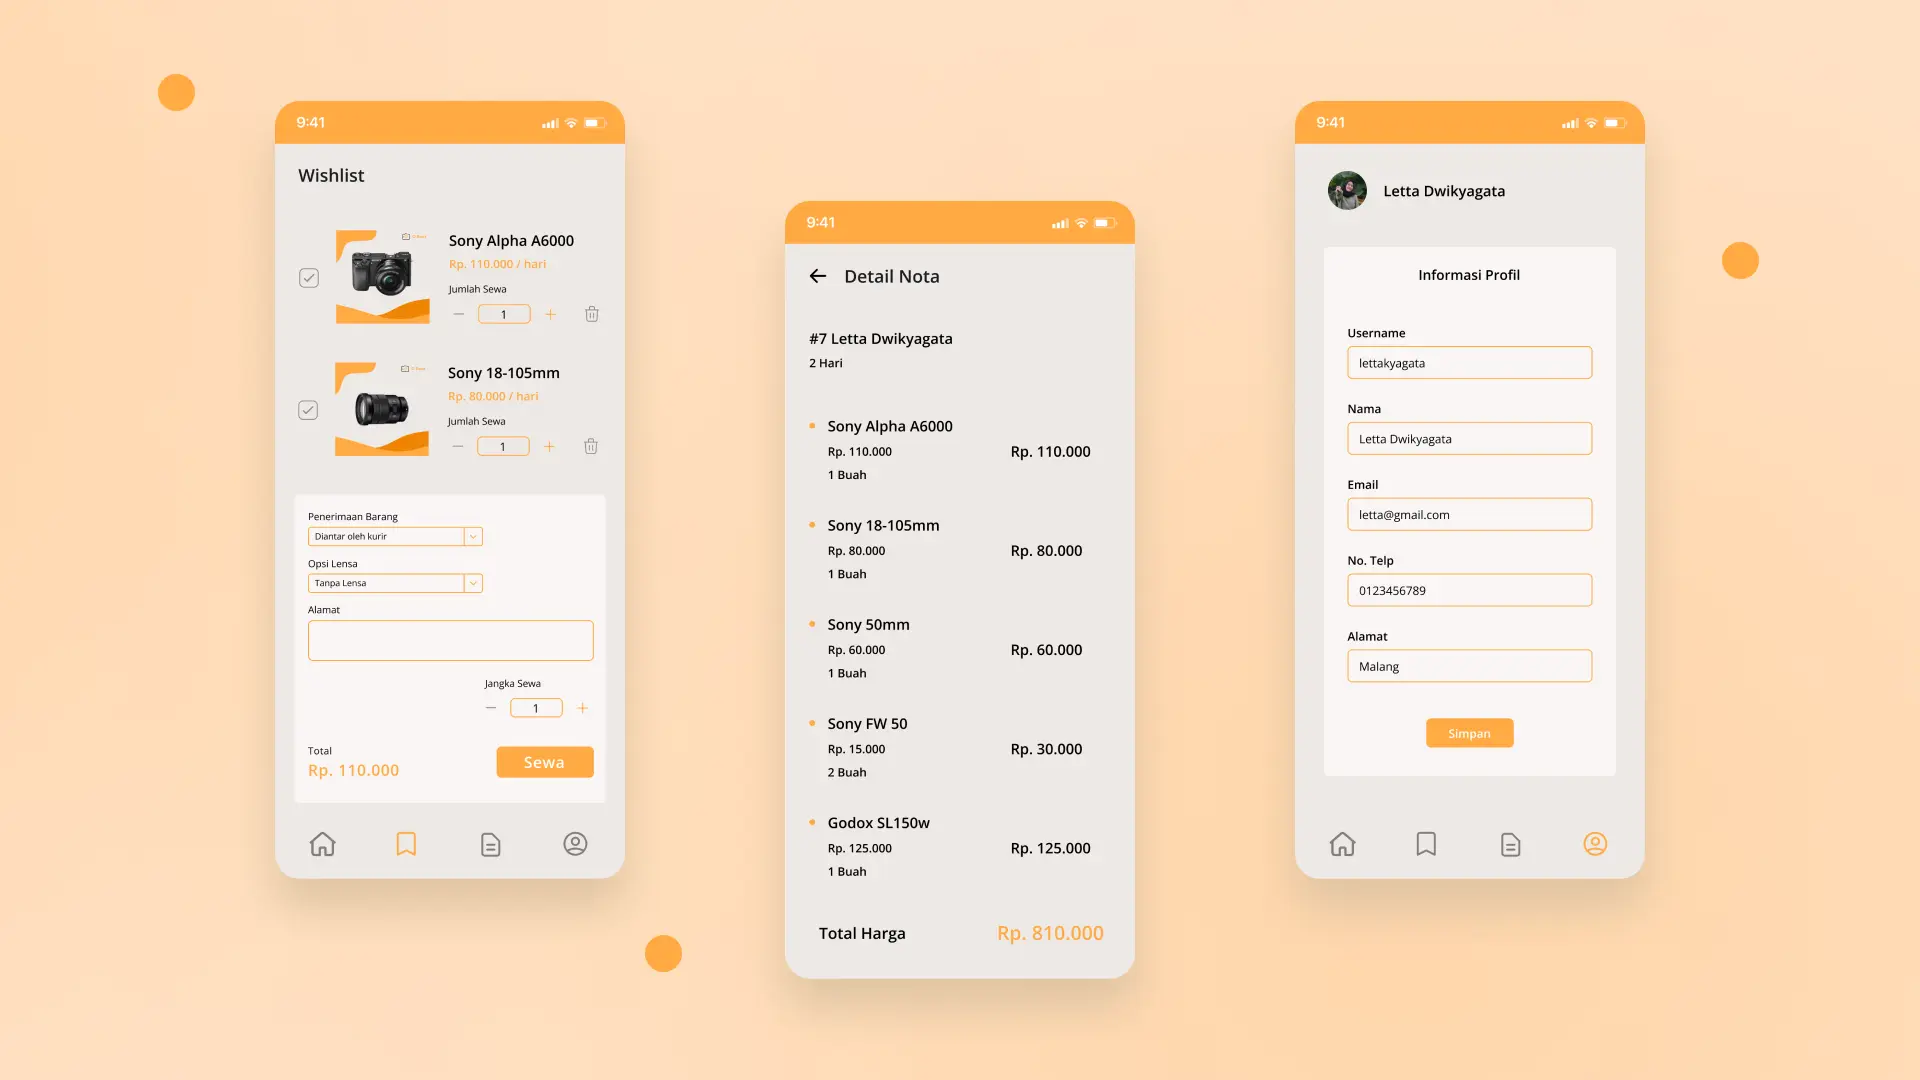 9:41
Wishlist
Sony Alpha A6000
Rp. 110.000 / hari
Jumlah Sewa
1
Sony 18-105mm
Rp. 80.000 / hari
Jumlah Sewa
1
Penerimaan Barang
Diantar oleh kurir
Opsi Lensa
Tanpa Lensa
Alamat
Jangka Sewa
1
Total
Rp. 110.000
Sewa
9:41
Detail Nota
#7 Letta Dwikyagata
2 Hari
Sony Alpha A6000
Rp. 110.000
Rp. 110.000
1 Buah
Sony 18-105mm
Rp. 80.000
Rp. 80.000
1 Buah
Sony 50mm
Rp. 60.000
Rp. 60.000
1 Buah
Sony FW 50
Rp. 15.000
Rp. 30.000
2 Buah
Godox SL150w
Rp. 125.000
Rp. 125.000
1 Buah
Total Harga
Rp. 810.000
9:41
Letta Dwikyagata
Informasi Profil
Username
lettakyagata
Nama
Letta Dwikyagata
Email
letta@gmail.com
No. Telp
0123456789
Alamat
Malang
Simpan